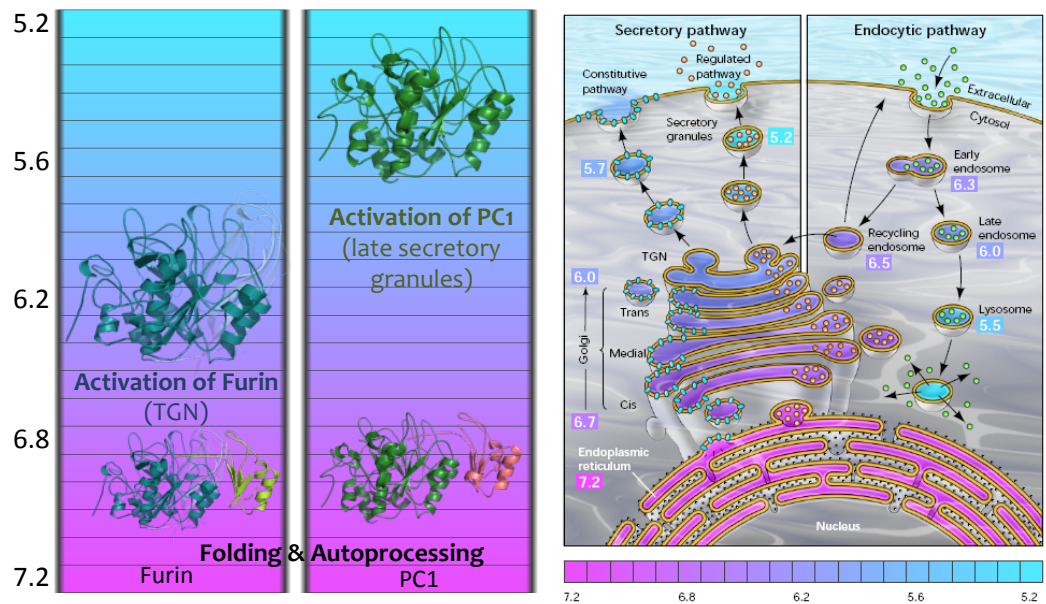 5.2
5.6
6.2
6.8
7.2
Activation of PC1
(late secretory
granules)
Activation of Furin
(TGN)
Folding & Autoprocessing
Furin
PC1
Secretory pathway
Endocytic pathway
Regulated
pathway
Constitutive
pathway
Extracellular
Cytosol
Secretory
granules
5.2
5.7
Early
endosome
6.3
Recycling
endosome
6.5
Late
endosome
6.0
TGN
6.0
Trans
Lysosome
5.5
Golgi
Medial
Cis
6.7
Endoplasmic
reticulum
7.2
Nucleus
7.2
6.8
6.2
5.6
5.2